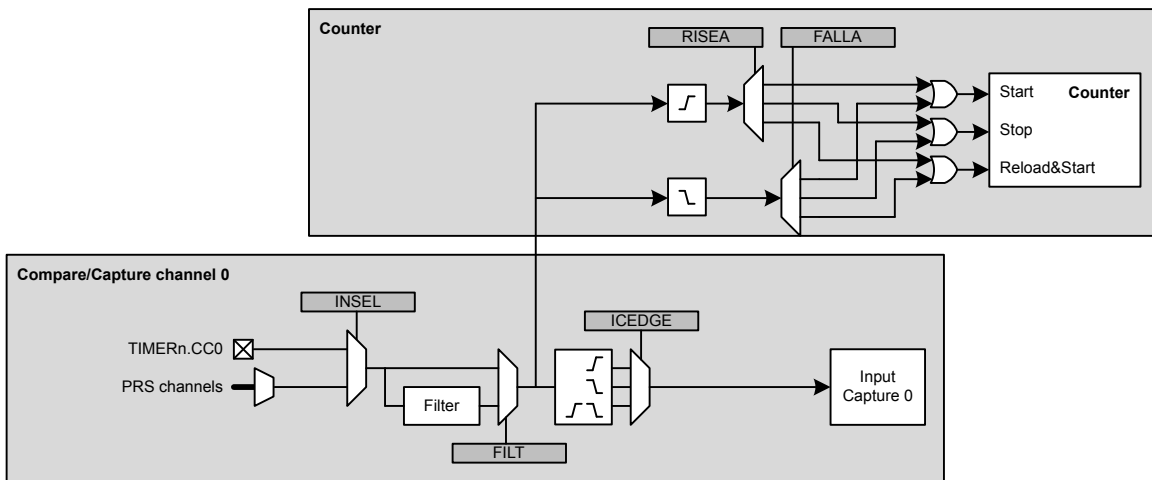 Counter
RISEA
FALLA
Start
Counter
Stop
Reload&Start
Compare/Capture channel 0
INSEL
ICEDGE
TIMERn.CC0
PRS channels
Filter
Input
Capture 0
FILT